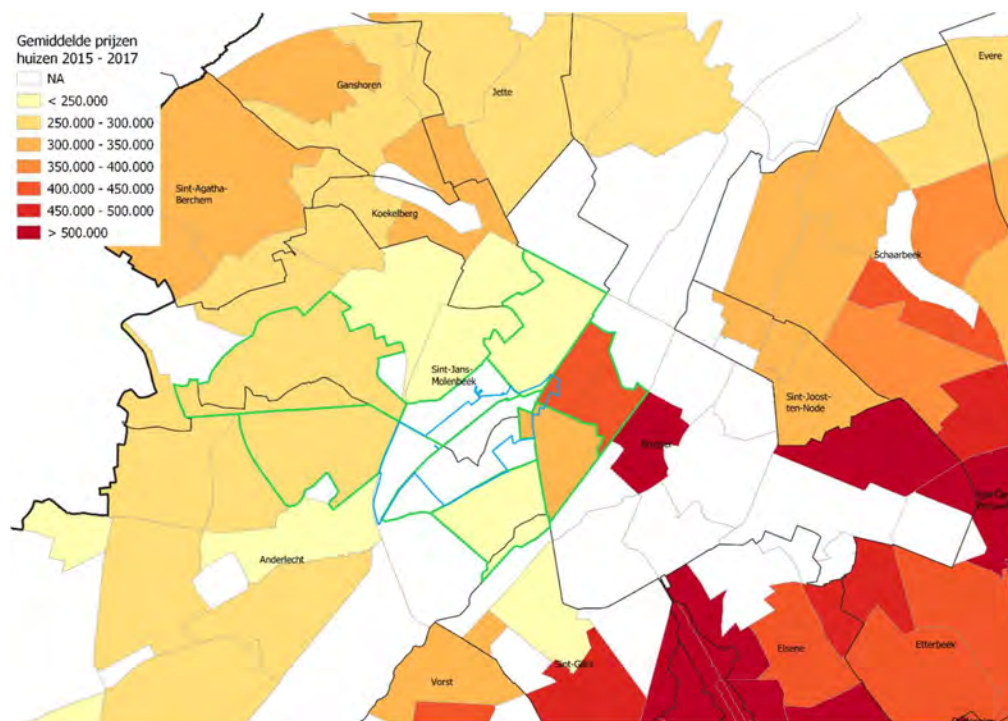 Gemiddelde prijzen
huizen 2015 - 2017
NA
< 250.000
250.000 - 300.000
300.000 - 350.000
350.000 - 400.000
400.000 - 450.000
450.000 - 500.000
> 500.000
Evere
Ganshoren
Jette
Sint-Agatha-
Berchem
Koekelberg
Schaarbeek
Sint-Jans-
Molenbeek
Sint-Joost-
ten-Node
Anderlecht
Elsene
Etterbeek
Sint-Gillis
Vorst